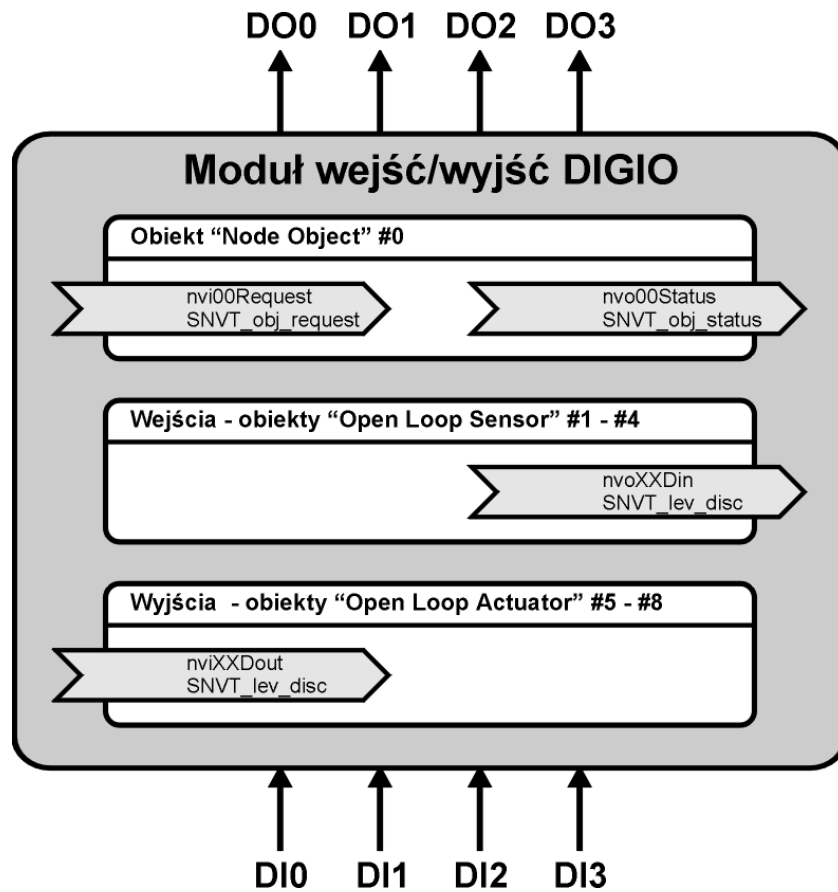 DO0 DO1 DO2 DO3
Moduł wejść/wyjść DIGIO
Obiekt “Node Object” #0
nvi00Request
SNVT_obj_request
nvo00Status
SNVT_obj_status
Wejścia - obiekty “Open Loop Sensor” #1 - #4
nvoXXDin
SNVT_lev_disc
Wyjścia - obiekty “Open Loop Actuator” #5 - #8
nviXXDout
SNVT_lev_disc
DI0 DI1 DI2 DI3